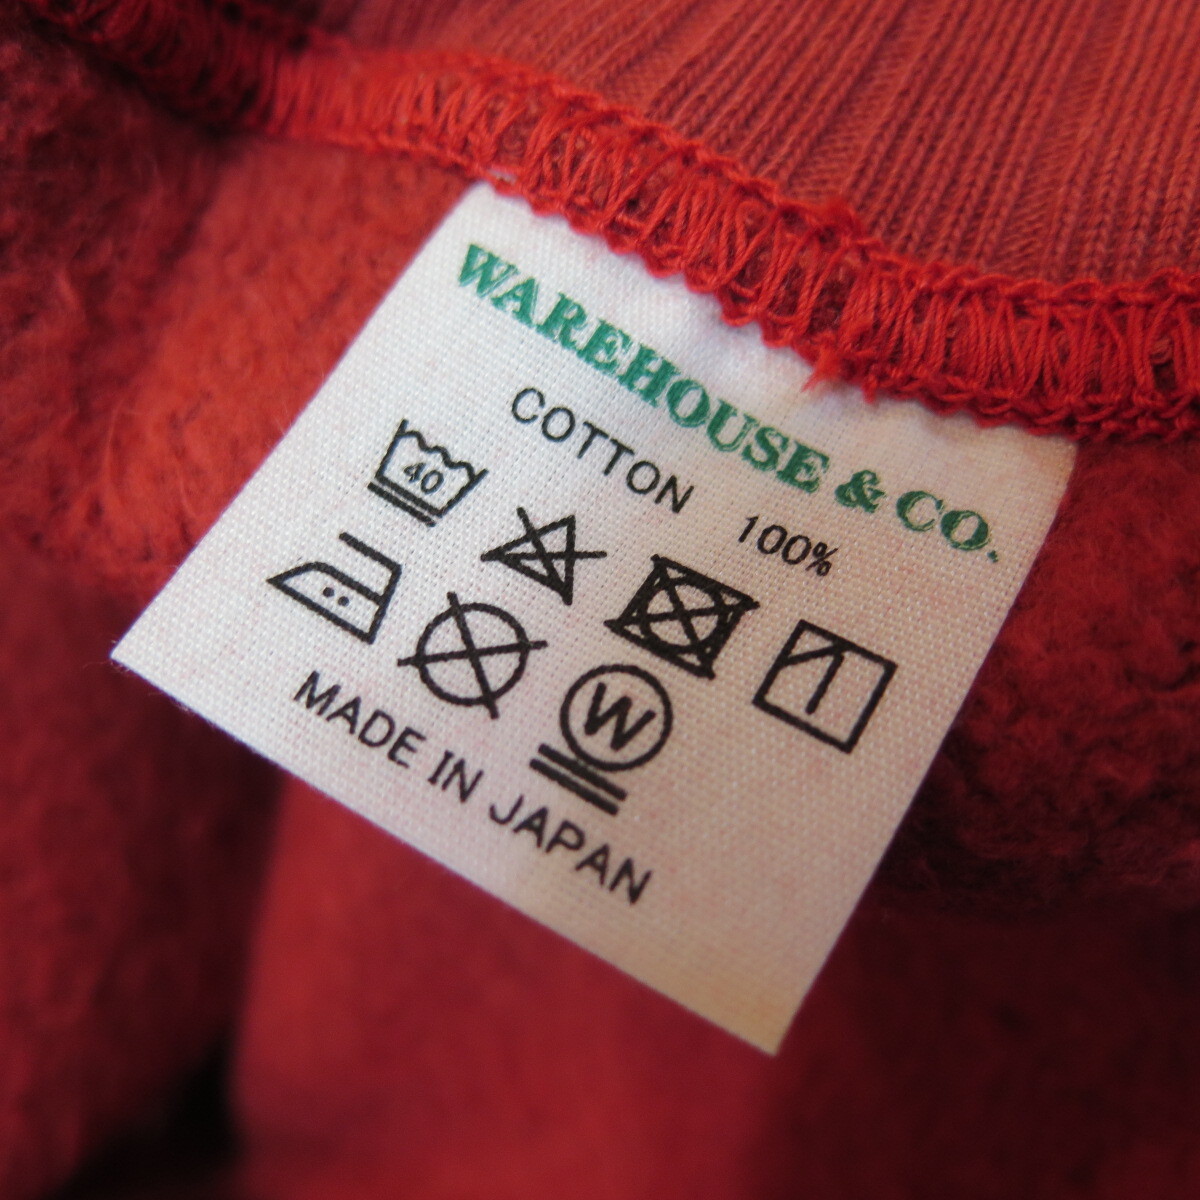 WAREHOUSE & CO.
COTTON 100%
40
W
MADE IN JAPAN